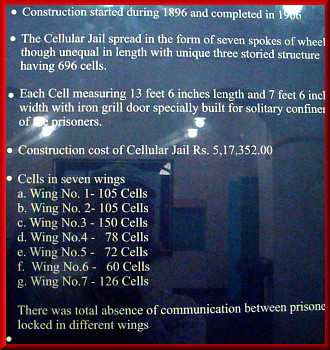 • Construction started during 1896 and completed in 1906
• The Cellular Jail spread in the form of seven spokes of wheel
though unequal in length with unique three storied structure
having 696 cells.
• Each Cell measuring 13 feet 6 inches length and 7 feet 6 inch
width with iron grill door specially built for solitary confinem
of the prisoners.
• Construction cost of Cellular Jail Rs. 5,17,352.00
• Cells in seven wings
a. Wing No. 1- 105 Cells
b. Wing No. 2- 105 Cells
c. Wing No.3 - 150 Cells
d. Wing No.4 - 78 Cells
e. Wing No.5 - 72 Cells
f. Wing No.6 - 60 Cells
g. Wing No.7 - 126 Cells
There was total absence of communication between prisone
locked in different wings
•